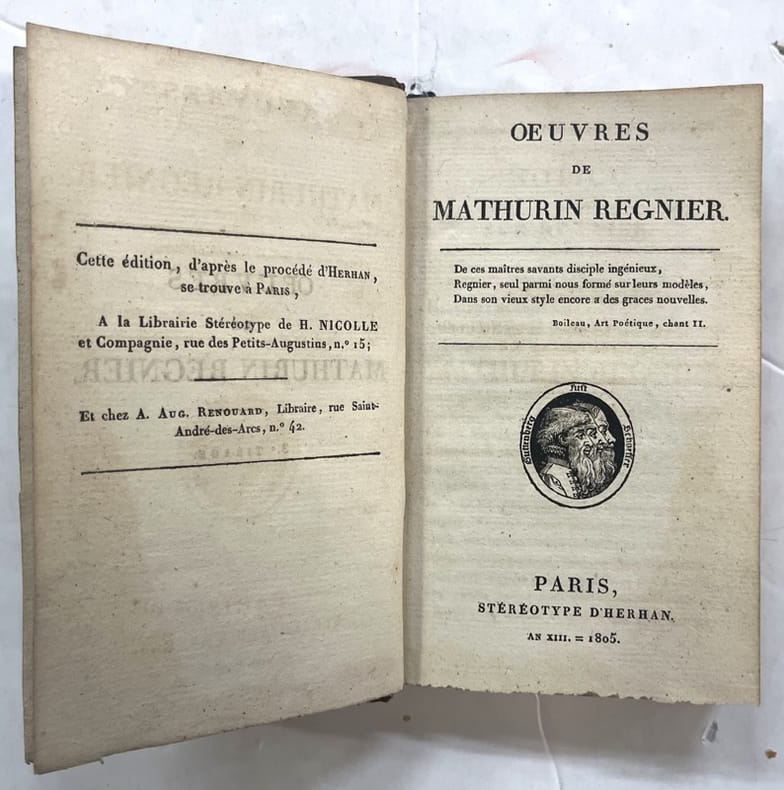 Cette édition, d'après le procédé d'HERHAN,
se trouve à PARIS,
A la Librairie Stéréotype de H. NICOLLE
et Compagnie, rue des Petits-Augustins, n.º 15;
Et chez A. AUG. RENOUARD, Libraire, rue Saint-
André-des-Arcs, n.º 42.
OEUVRES
DE
MATHURIN REGNIER.
De ces maîtres savants disciple ingénieux,
Regnier, seul parmi nous formé sur leurs modèles,
Dans son vieux style encore a des graces nouvelles.
Boileau, Art Poétique, chant II.
Guttenberg
Fust
Schoeffer
PARIS,
STÉRÉOTYPE D'HERHAN.
AN XIII. = 1805.